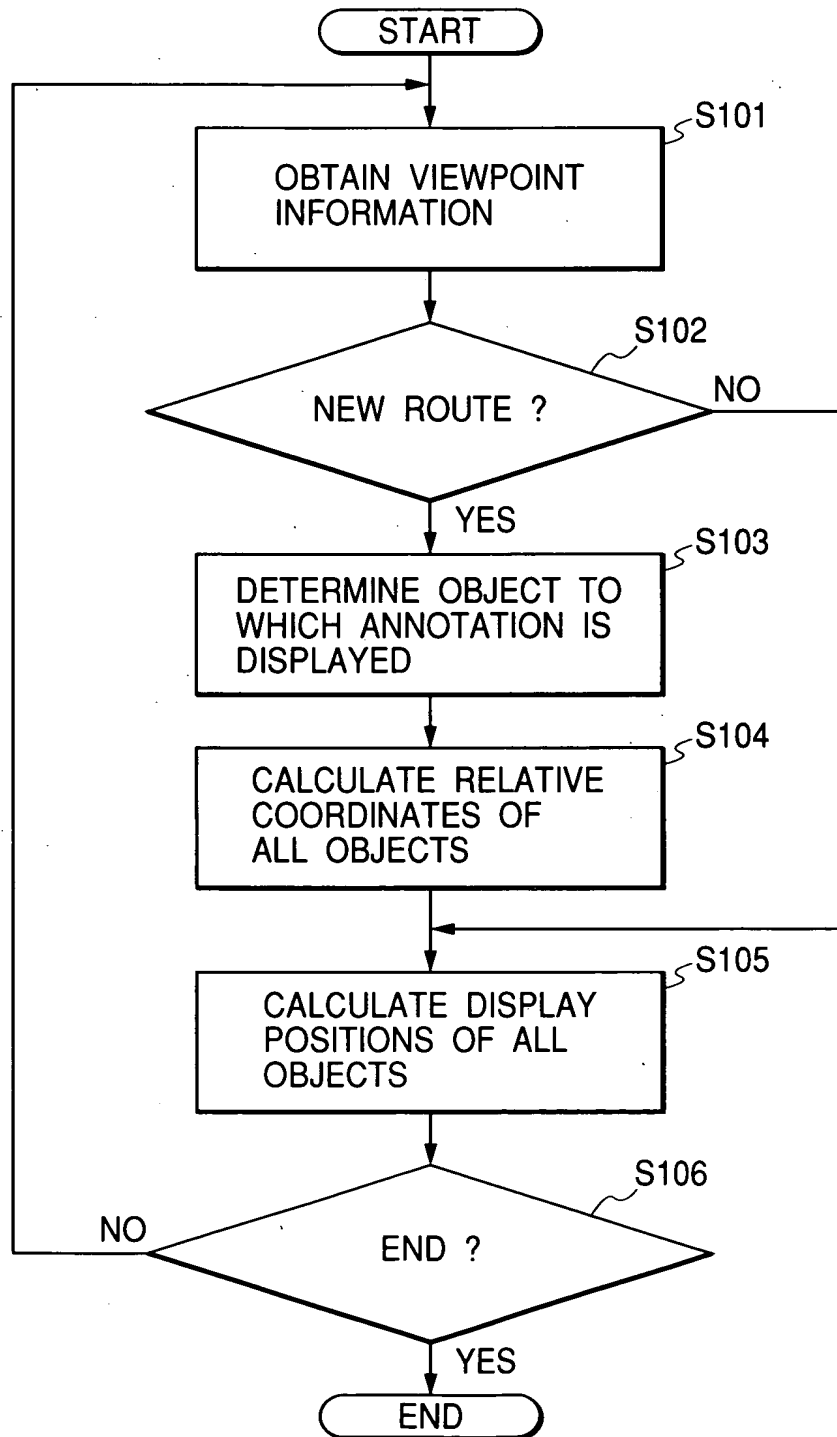 START
S101
OBTAIN VIEWPOINT
INFORMATION
S102
NEW ROUTE ?
NO
YES
S103
DETERMINE OBJECT TO
WHICH ANNOTATION IS
DISPLAYED
S104
CALCULATE RELATIVE
COORDINATES OF
ALL OBJECTS
S105
CALCULATE DISPLAY
POSITIONS OF ALL
OBJECTS
S106
NO
END ?
YES
END